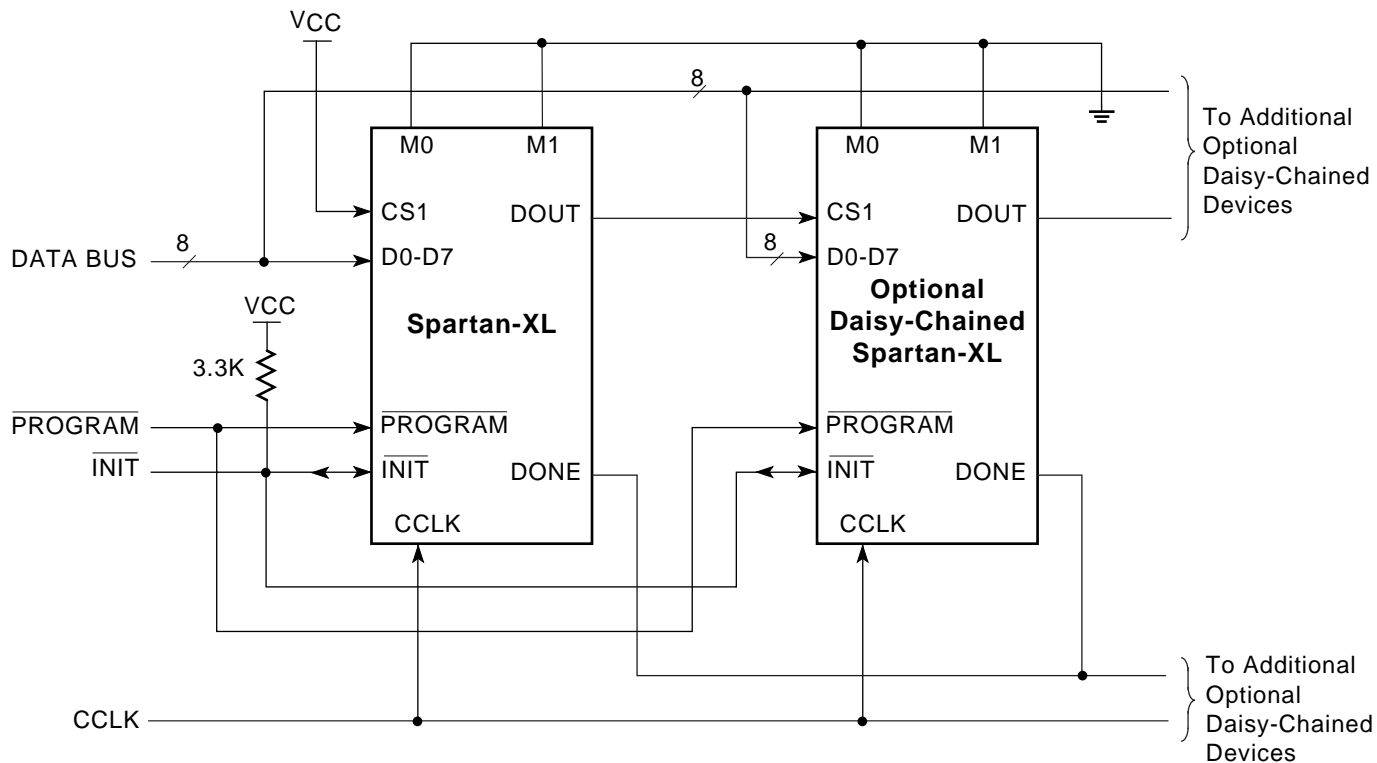 VCC
8
M0
M1
M0
M1
To Additional
Optional
Daisy-Chained
Devices
CS1
DOUT
CS1
DOUT
DATA BUS
8
D0-D7
8
D0-D7
VCC
3.3K
Spartan-XL
Optional
Daisy-Chained
Spartan-XL
PROGRAM
PROGRAM
PROGRAM
INIT
INIT
DONE
INIT
DONE
CCLK
CCLK
CCLK
To Additional
Optional
Daisy-Chained
Devices